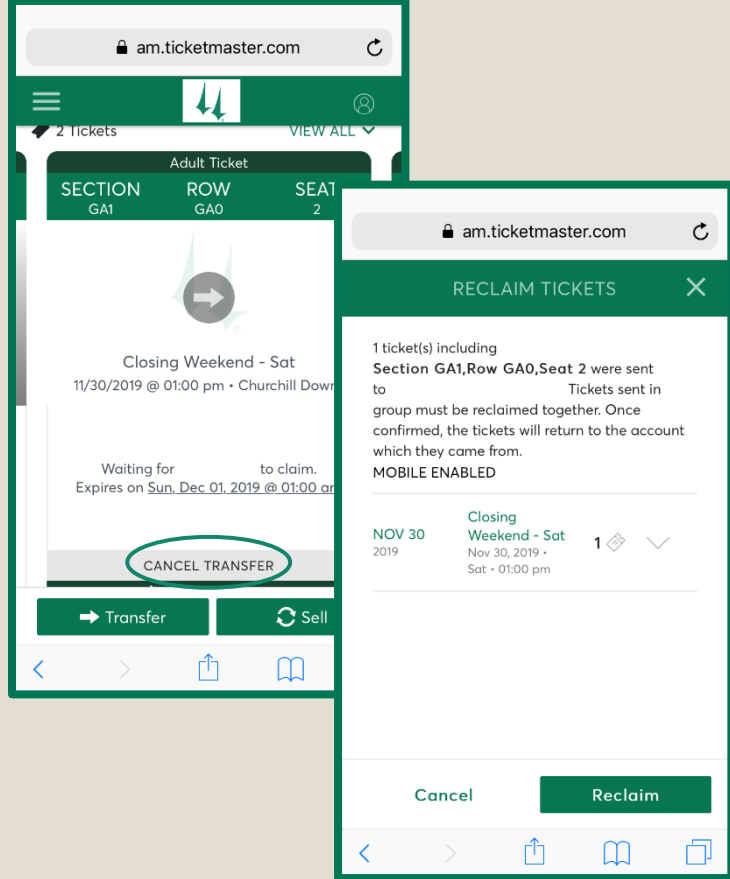 am.ticketmaster.com
2 Tickets VIEW ALL
Adult Ticket
SECTION ROW SEAT
GA1 GA0 2
Closing Weekend - Sat
11/30/2019 @ 01:00 pm • Churchill
Waiting for to claim.
Expires on Sun, Dec 01, 2019 @ 01:00
CANCEL TRANSFER
Transfer Sell
am.ticketmaster.com
RECLAIM TICKETS
1 ticket(s) including
Section GA1,Row GA0,Seat 2 were sent
to Tickets sent in
group must be reclaimed together. Once
confirmed, the tickets will return to the account
which they came from.
MOBILE ENABLED
NOV 30
2019
Closing
Weekend - Sat
Nov 30, 2019 •
Sat • 01:00 pm
1
Cancel Reclaim